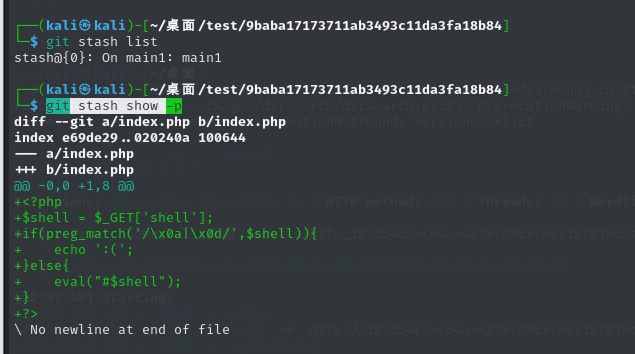 ┌──(kali㉿kali)-[~/桌面/test/9baba17173711ab3493c11da3fa18b84]
└─$ git stash list
stash@{0}: On main1: main1
┌──(kali㉿kali)-[~/桌面/test/9baba17173711ab3493c11da3fa18b84]
└─$ git stash show -p
diff --git a/index.php b/index.php
index e69de29..020240a 100644
--- a/index.php
+++ b/index.php
@@ -0,0 +1,8 @@
+<?php
+$shell = $_GET['shell'];
+if(preg_match('/\x0a|\x0d/',$shell)){
+    echo ':(';
+}else{
+    eval("#$shell");
+}
+?>
\ No newline at end of file